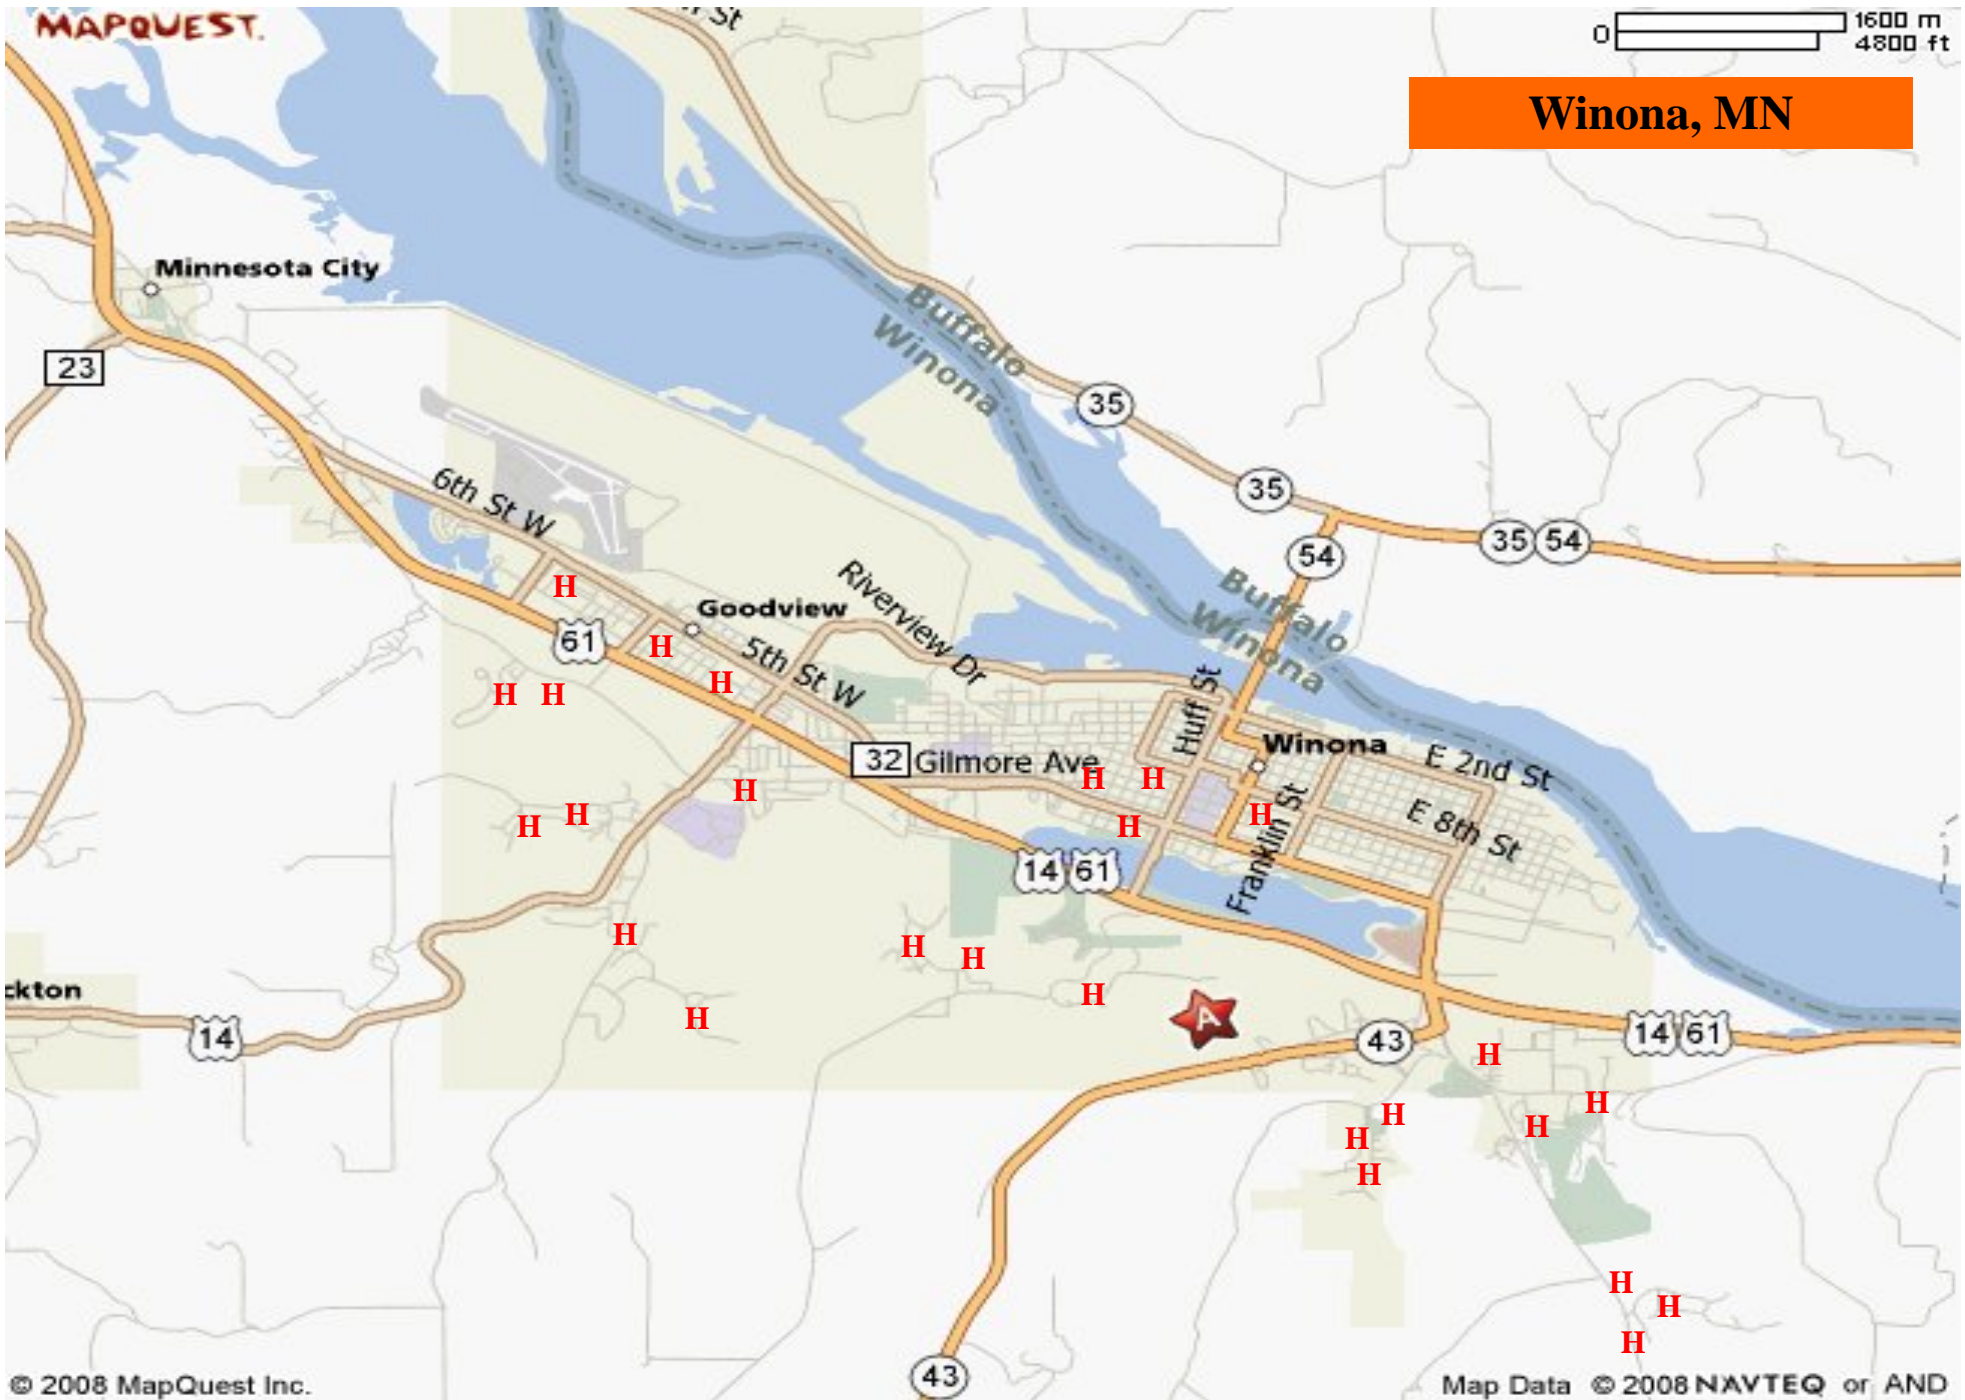 MAPQUEST.
0
1600 m
4800 ft
Winona, MN
Minnesota City
23
Buffalo
Winona
35
35
54
35
54
6th St W
Riverview Dr
H
Goodview
61
H
5th St W
H
H
H
Buffalo
Winona
Huff St
Winona
E 2nd St
32
Gilmore Ave
H
H
H
H
H
H
H
Franklin St
E 8th St
14
61
H
H
H
H
H
A
ckton
14
43
14
61
H
H
H
H
H
H
H
H
H
43
© 2008 MapQuest Inc.
Map Data © 2008 NAVTEQ or AND